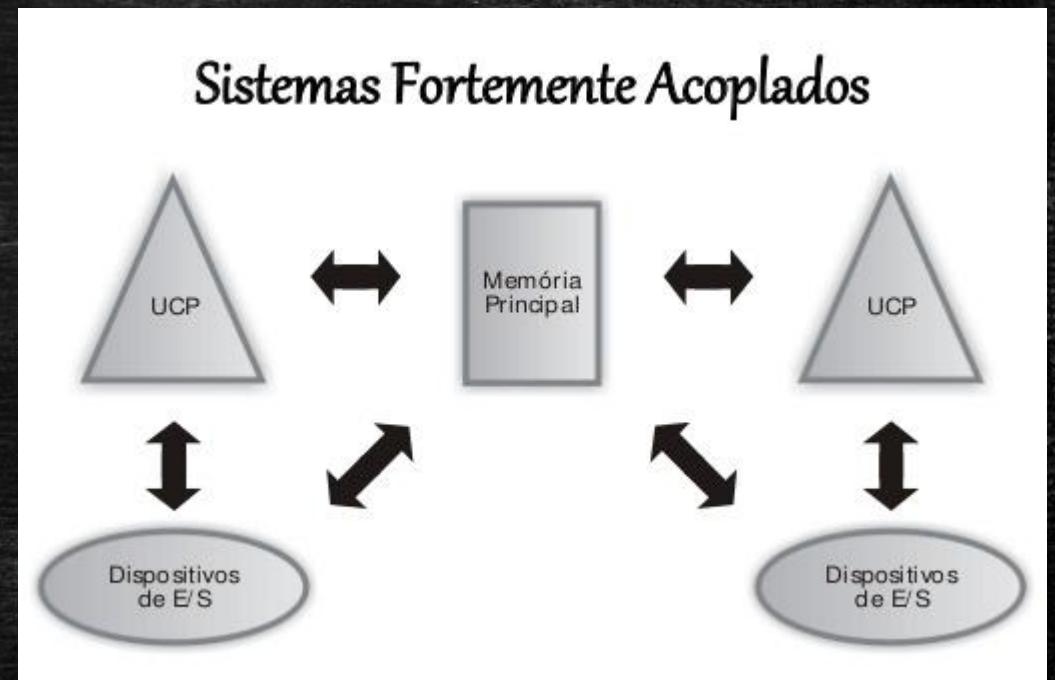 Sistemas Fortemente Acoplados
UCP
Memória
Principal
UCP
Dispositivos
de E/S
Dispositivos
de E/S